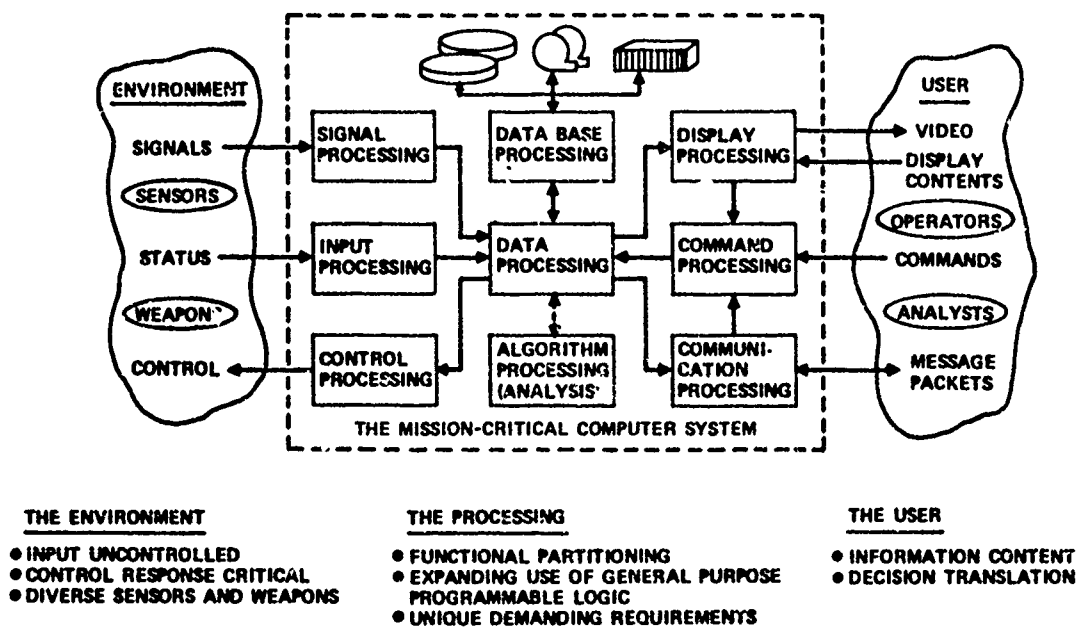 ENVIRONMENT
SIGNALS
SENSORS
STATUS
WEAPON
CONTROL
SIGNAL
PROCESSING
INPUT
PROCESSING
CONTROL
PROCESSING
DATA BASE
PROCESSING
DATA
PROCESSING
ALGORITHM
PROCESSING
(ANALYSIS
DISPLAY
PROCESSING
COMMAND
PROCESSING
COMMUNI-
CATION
PROCESSING
THE MISSION-CRITICAL COMPUTER SYSTEM
USER
VIDEO
DISPLAY
CONTENTS
OPERATORS
COMMANDS
ANALYSTS
MESSAGE
PACKETS
THE ENVIRONMENT
● INPUT UNCONTROLLED
● CONTROL RESPONSE CRITICAL
● DIVERSE SENSORS AND WEAPONS
THE PROCESSING
● FUNCTIONAL PARTITIONING
● EXPANDING USE OF GENERAL PURPOSE
PROGRAMMABLE LOGIC
● UNIQUE DEMANDING REQUIREMENTS
THE USER
● INFORMATION CONTENT
● DECISION TRANSLATION